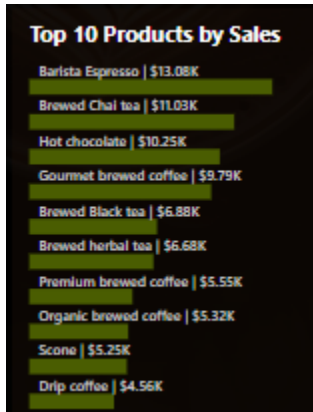 Top 10 Products by Sales
Barista Espresso | $13.08K
Brewed Chai tea | $11.03K
Hot chocolate | $10.25K
Gourmet brewed coffee | $9.79K
Brewed Black tea | $6.88K
Brewed herbal tea | $6.68K
Premium brewed coffee | $5.55K
Organic brewed coffee | $5.32K
Scone | $5.25K
Drip coffee | $4.56K